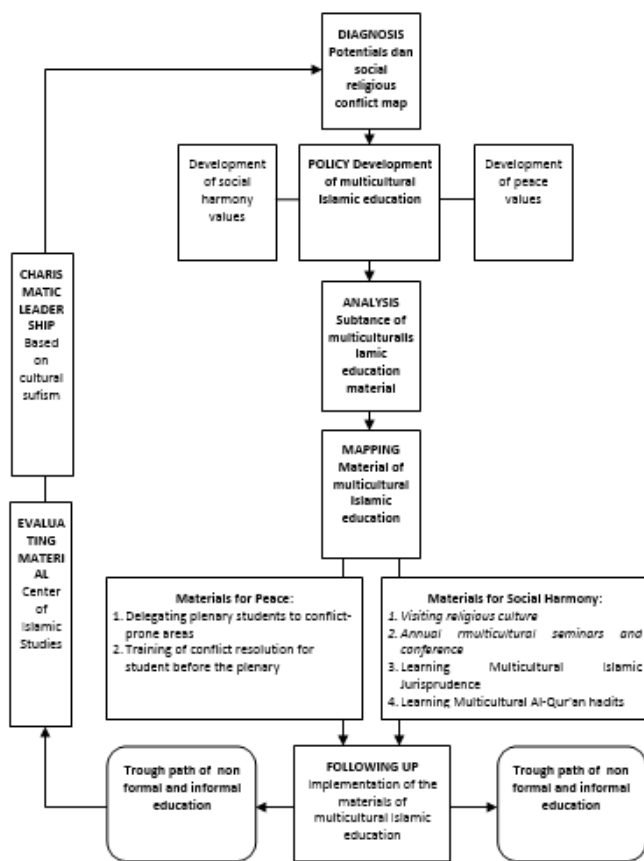 DIAGNOSIS
Potentials dan
social
religious
conflict map
Development
of social
harmony
values
POLICY Development
of multicultural
Islamic education
Development
of peace
values
CHARIS
MATIC
LEADER
SHIP
Based
on
cultural
sufism
ANALYSIS
Subtance of
multiculturalIs
lamic
education
material
MAPPING
Material of
multicultural
Islamic
education
EVALUA
TING
MATERI
AL
Center
of
Islamic
Studies
Materials for Peace:
1. Delegating plenary students to conflict-
prone areas
2. Training of conflict resolution for
student before the plenary
Materials for Social Harmony:
1. Visiting religious culture
2. Annual rmulticultural seminars and
conference
3. Learning Multicultural Islamic
Jurisprudence
4. Learning Multicultural Al-Qur'an hadits
Trough path of non
formal and informal
education
FOLLOWING UP
Implementation of the
materials of
multicultural Islamic
education
Trough path of non
formal and informal
education